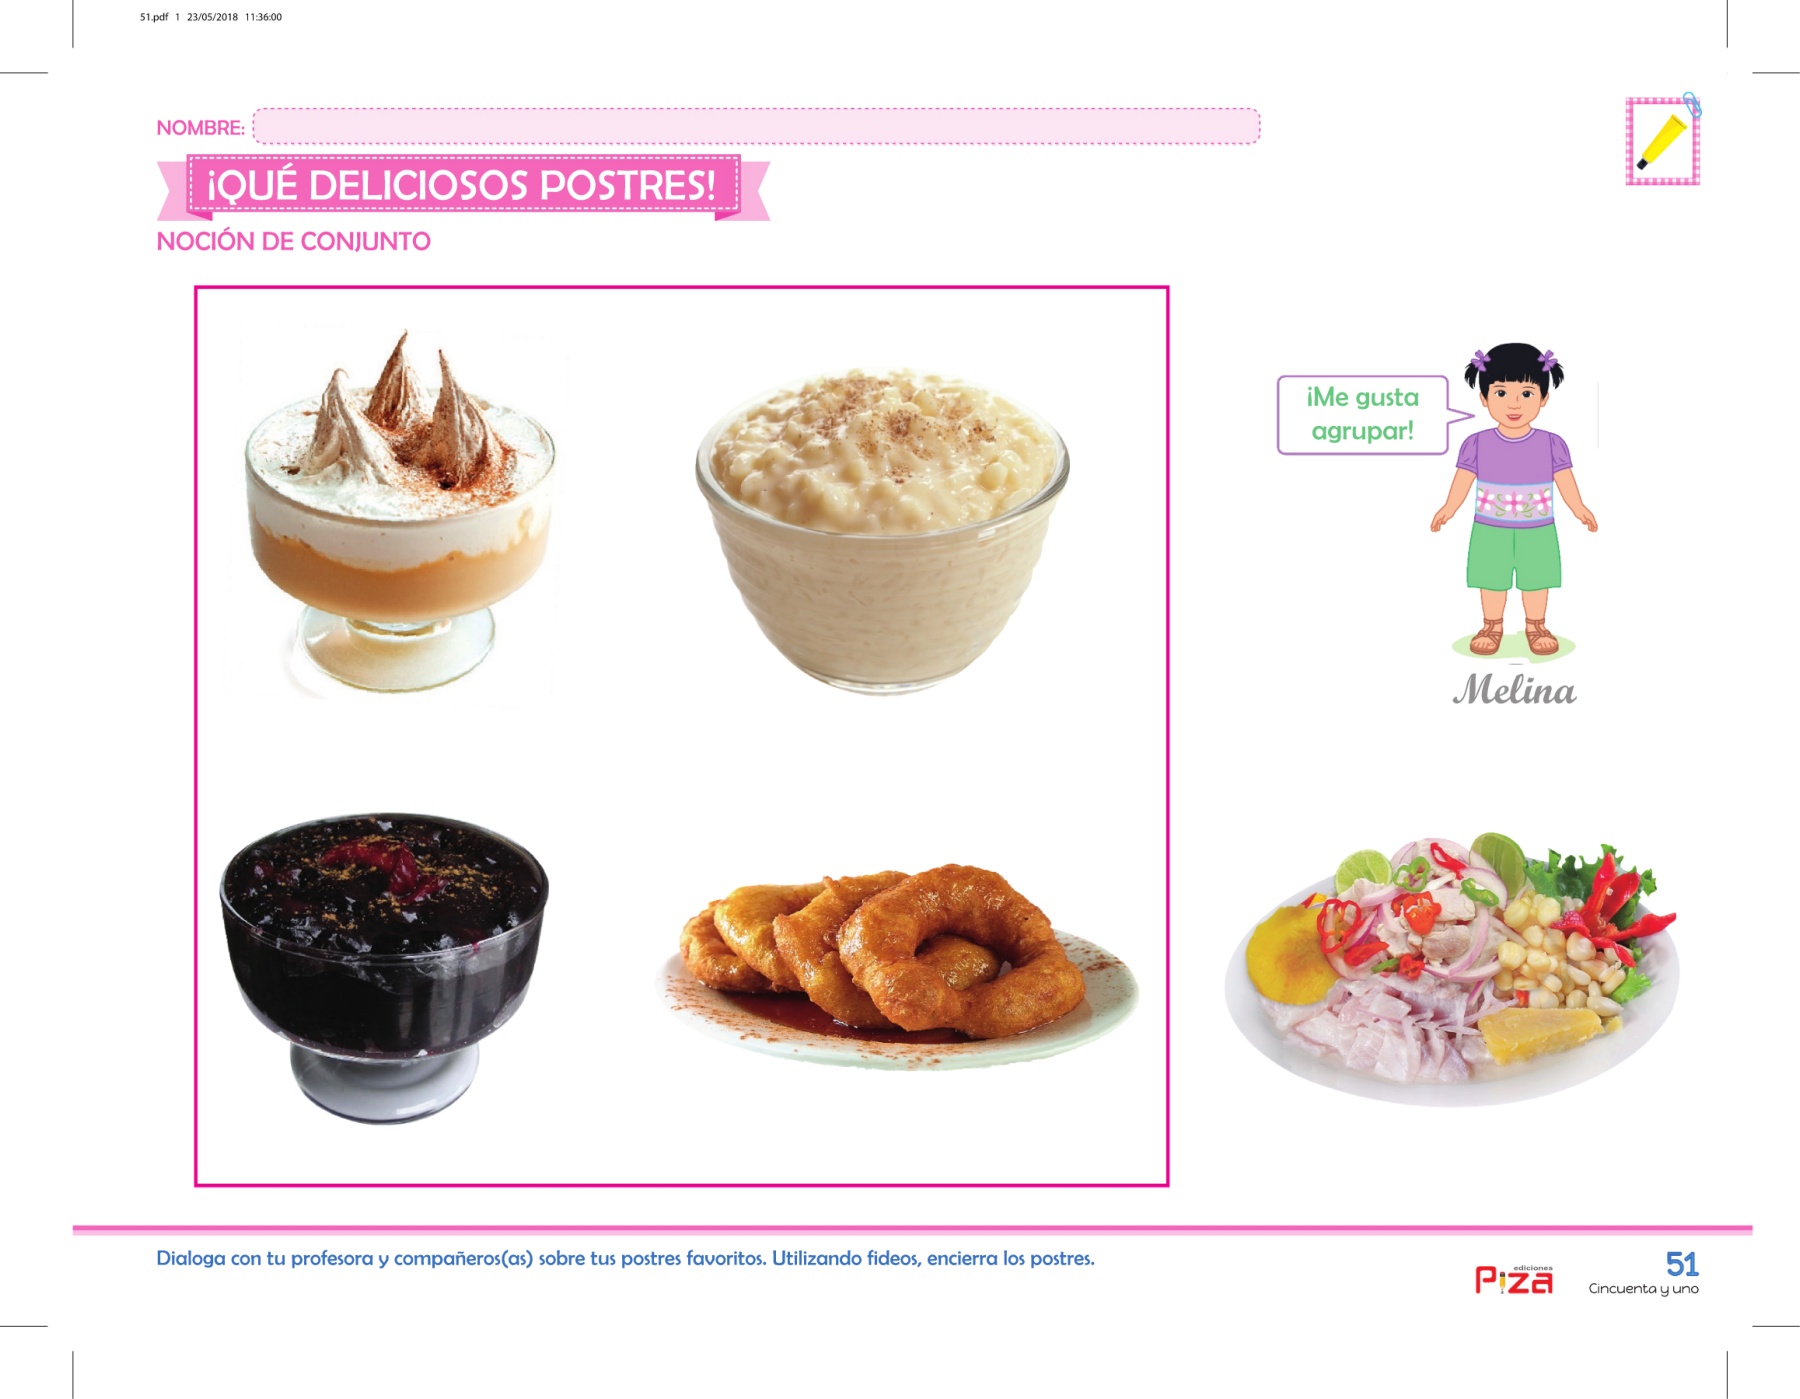 51.pdf 1 23/05/2018 11:36:00
NOMBRE:
¡QUÉ DELICIOSOS POSTRES!
NOCIÓN DE CONJUNTO
¡Me gusta
agrupar!
Melina
Dialoga con tu profesora y compañeros(as) sobre tus postres favoritos. Utilizando fideos, encierra los postres.
ediciones
Piza
51
Cincuenta y uno